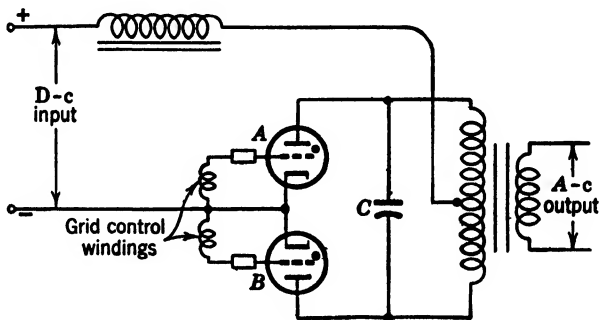 +
D-c
input
A
C
A-c
output
–
Grid control
windings
B